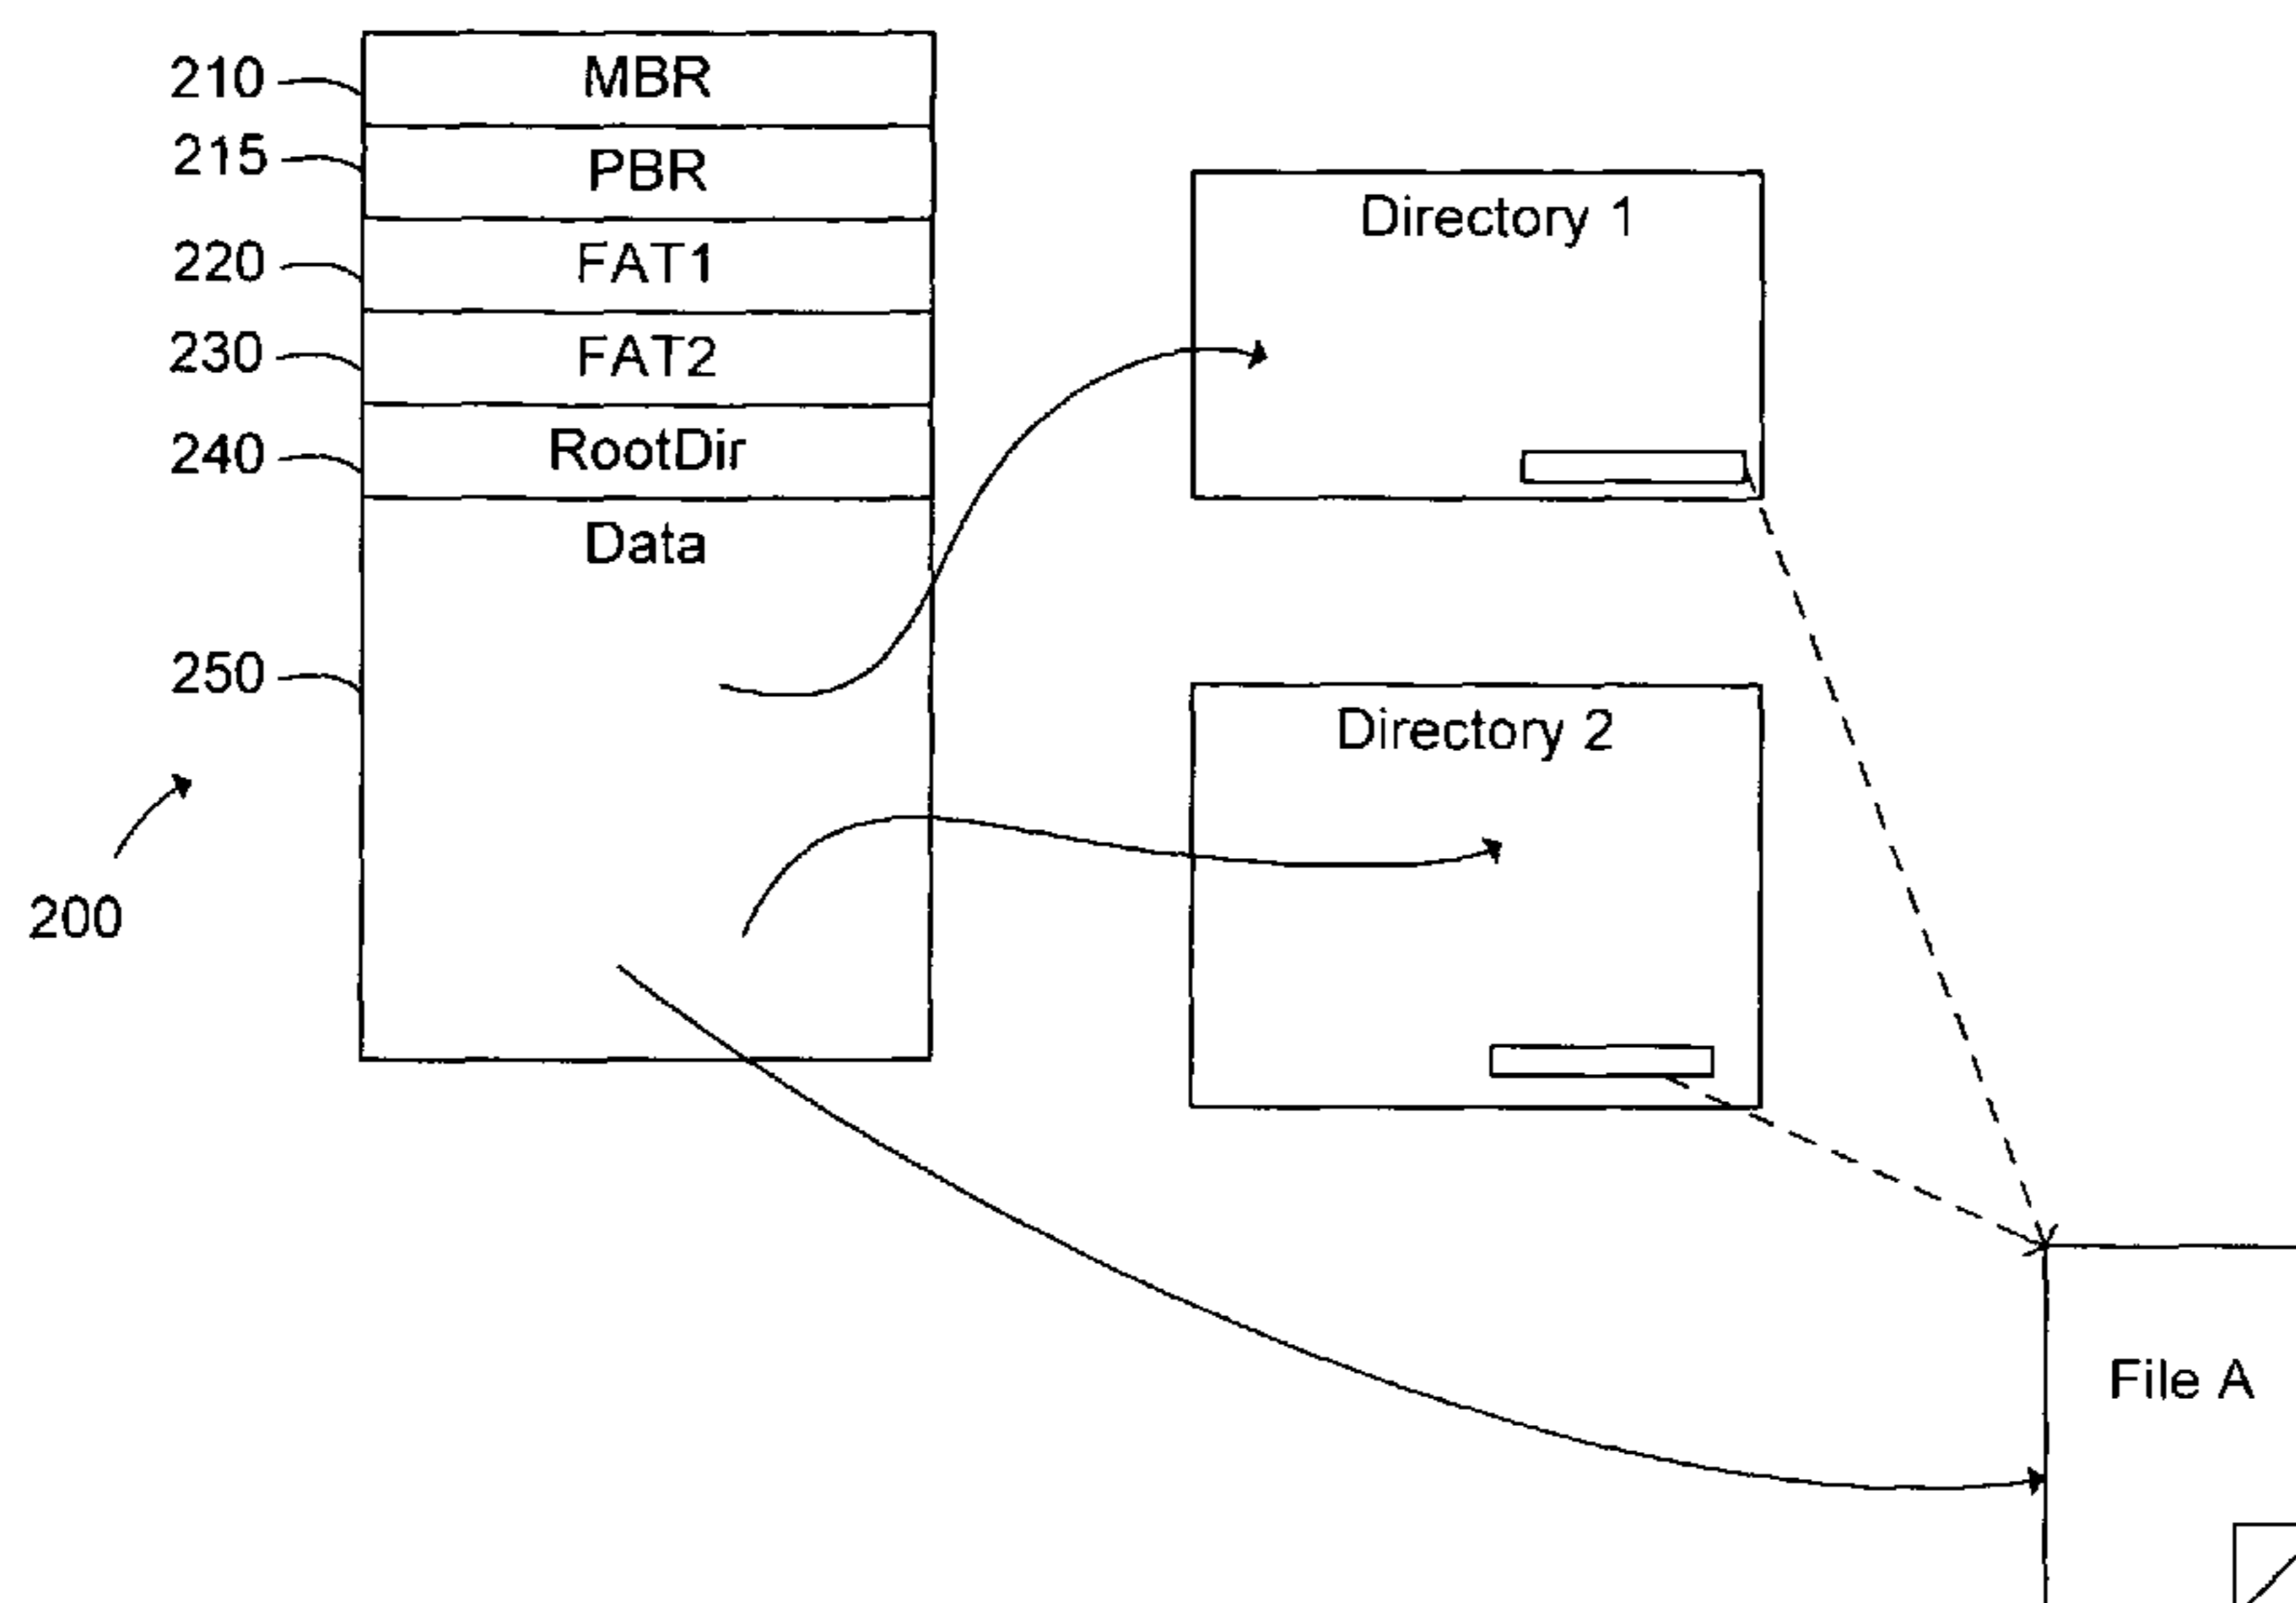 210 MBR
215 PBR
220 FAT1
230 FAT2
240 RootDir
Data
250
200
Directory 1
Directory 2
File A